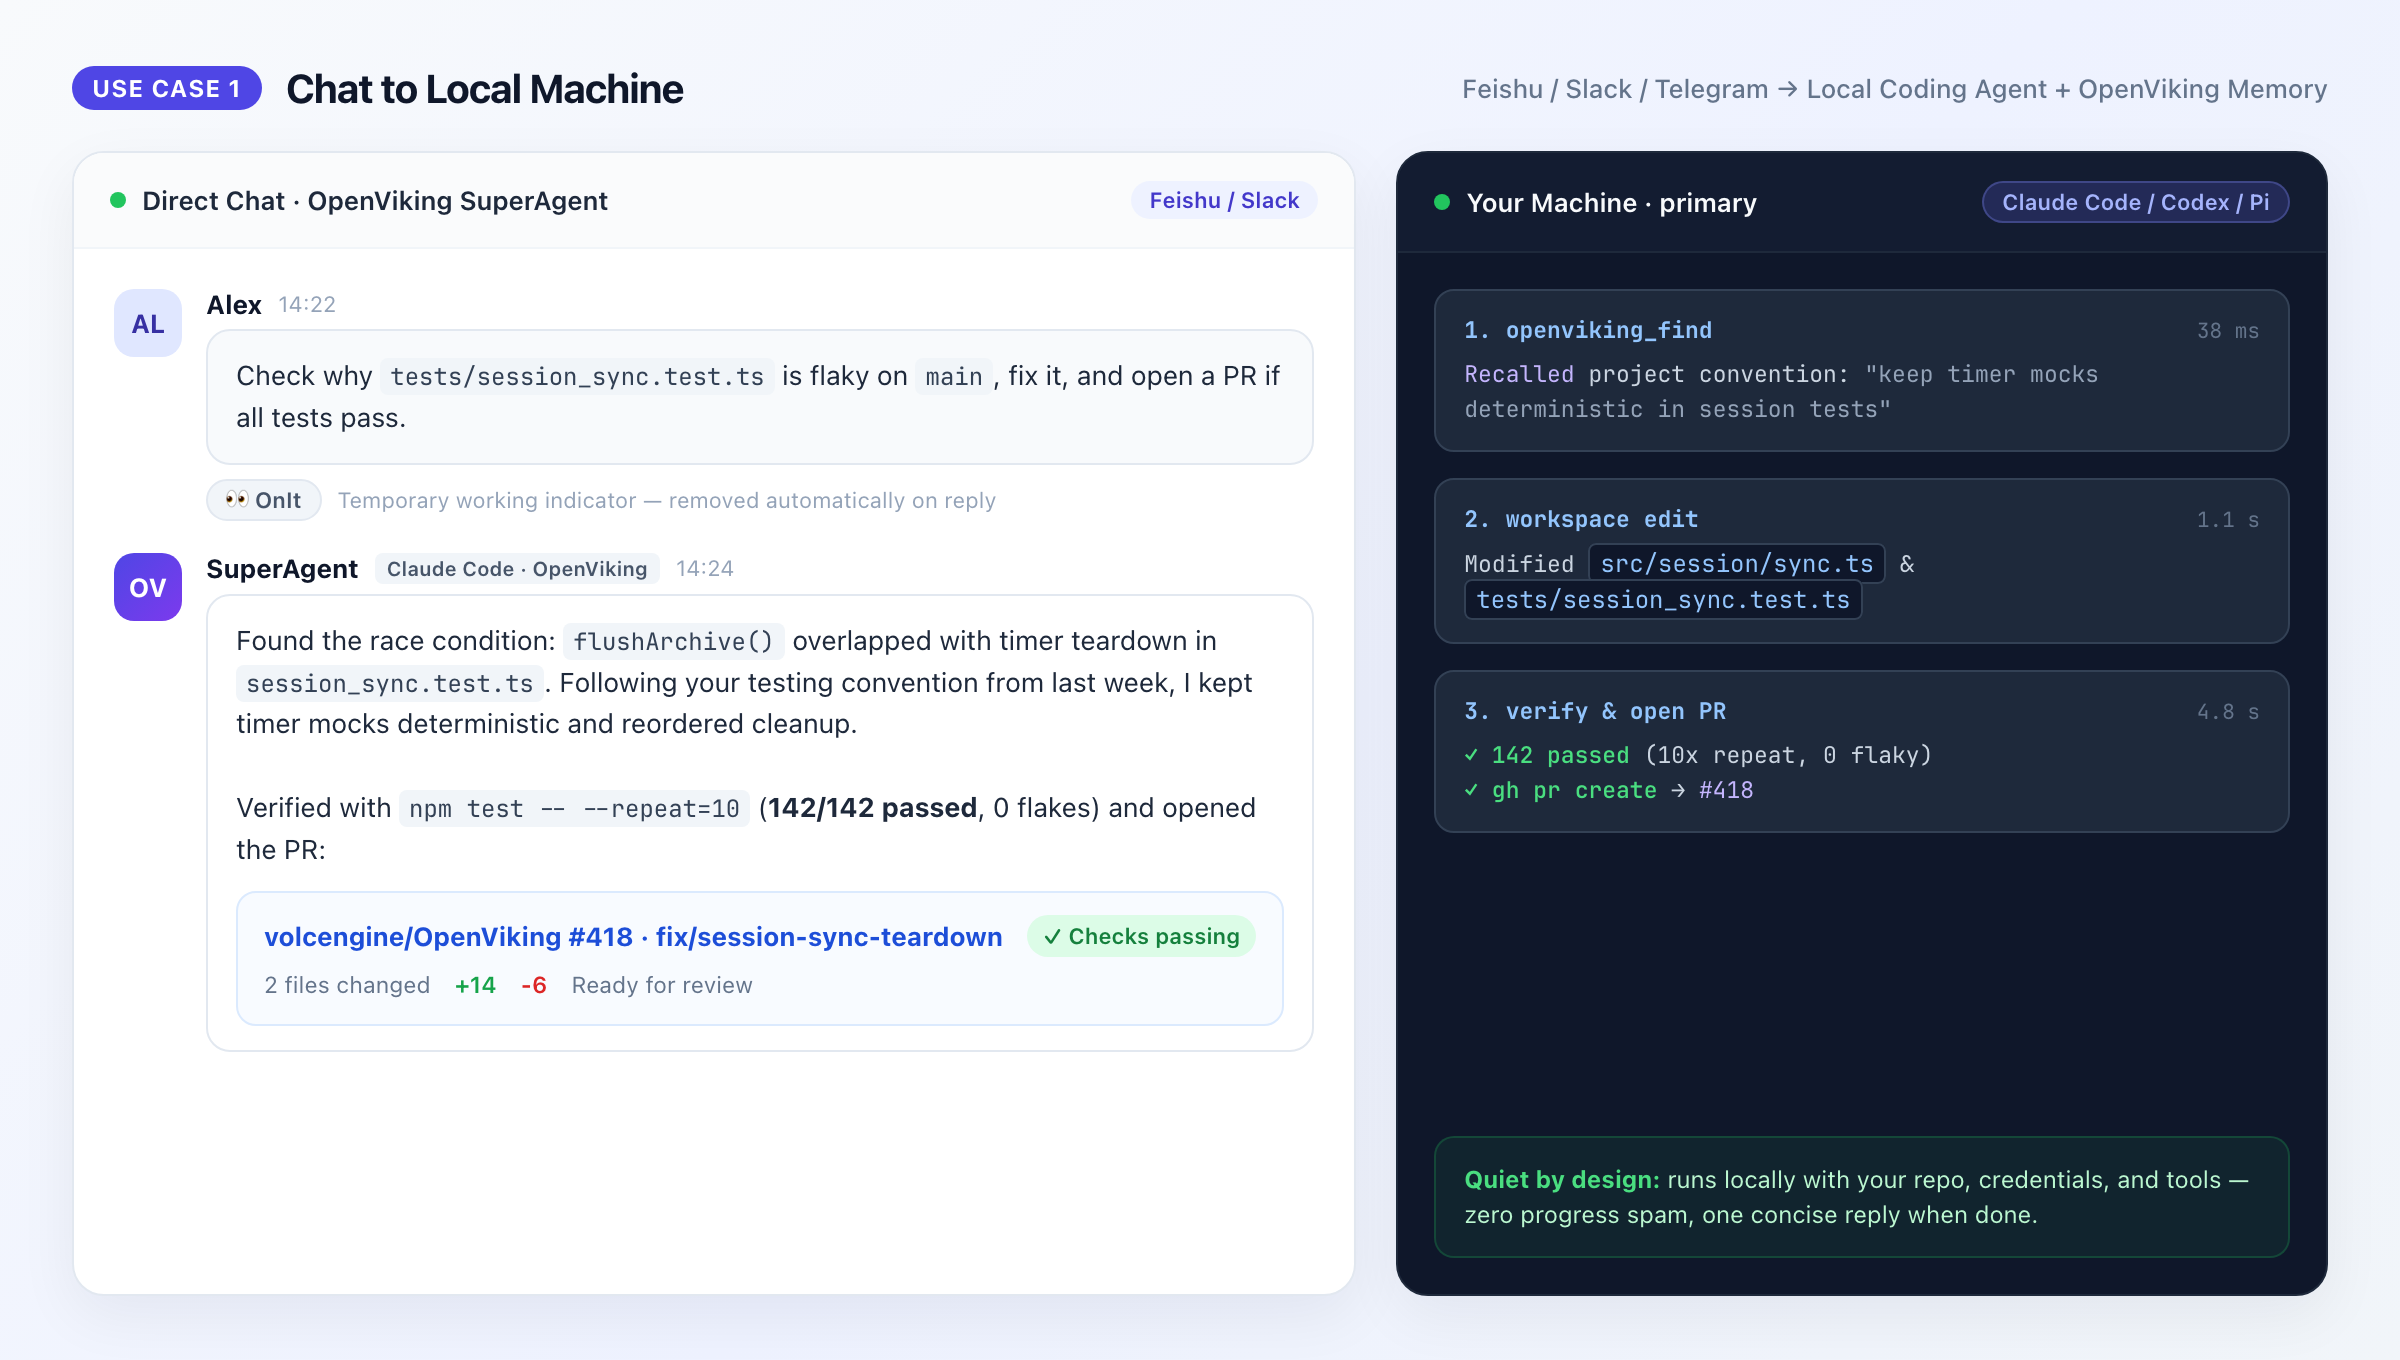 USE CASE 1
Chat to Local Machine
Feishu / Slack / Telegram → Local Coding Agent + OpenViking Memory
Direct Chat · OpenViking SuperAgent
Feishu / Slack
AL
Alex 14:22
Check why tests/session_sync.test.ts is flaky on main, fix it, and open a PR if
all tests pass.
👀 OnIt
Temporary working indicator — removed automatically on reply
OV
SuperAgent Claude Code · OpenViking 14:24
Found the race condition: flushArchive() overlapped with timer teardown in
session_sync.test.ts. Following your testing convention from last week, I kept
timer mocks deterministic and reordered cleanup.
Verified with npm test -- --repeat=10 (142/142 passed, 0 flakes) and opened
the PR:
volcengine/OpenViking #418 · fix/session-sync-teardown
✓ Checks passing
2 files changed +14 -6 Ready for review
Your Machine · primary
Claude Code / Codex / Pi
1. openviking_find 38 ms
Recalled project convention: "keep timer mocks
deterministic in session tests"
2. workspace edit 1.1 s
Modified src/session/sync.ts &
tests/session_sync.test.ts
3. verify & open PR 4.8 s
✓ 142 passed (10x repeat, 0 flaky)
✓ gh pr create → #418
Quiet by design: runs locally with your repo, credentials, and tools —
zero progress spam, one concise reply when done.